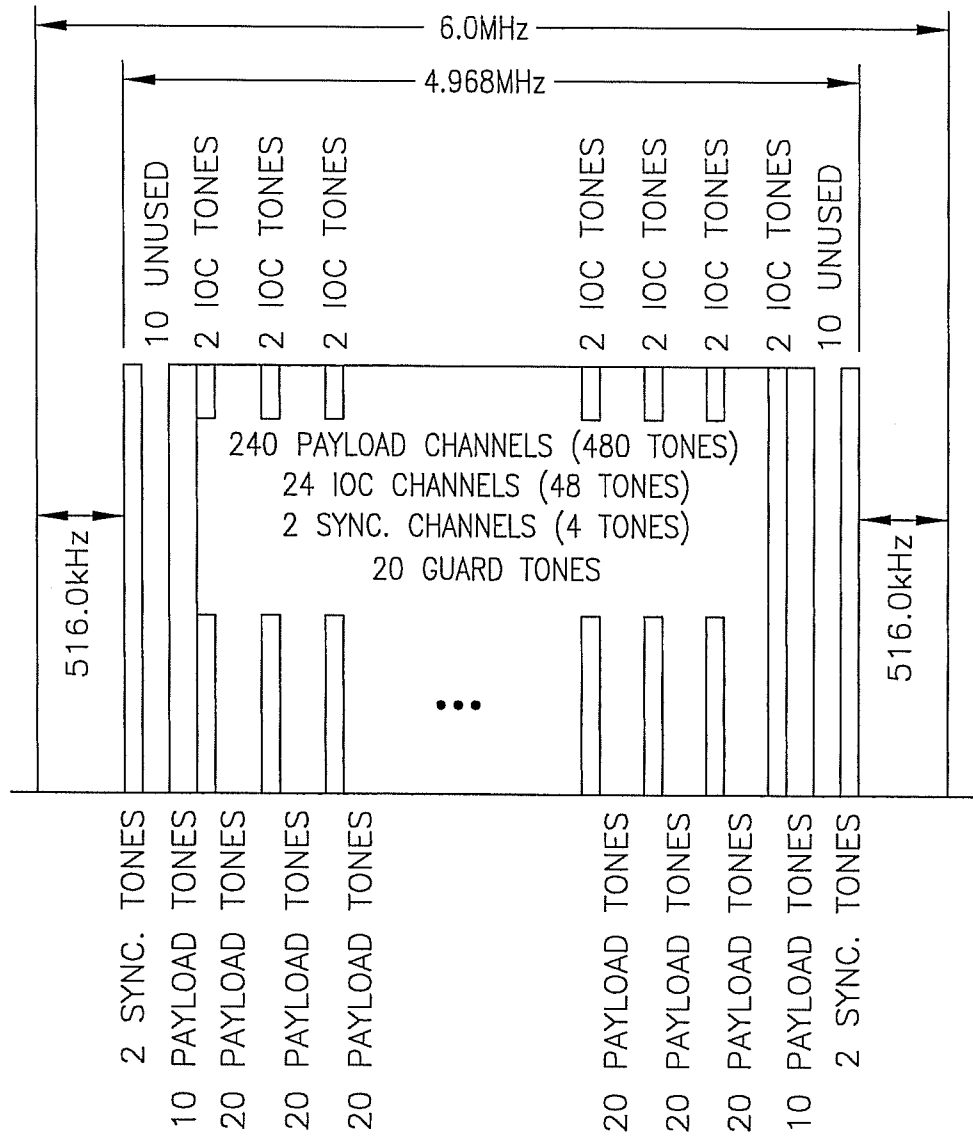 6.0MHz
4.968MHz
10 UNUSED
2 IOC TONES
2 IOC TONES
2 IOC TONES
2 IOC TONES
2 IOC TONES
2 IOC TONES
2 IOC TONES
10 UNUSED
240 PAYLOAD CHANNELS (480 TONES)
24 IOC CHANNELS (48 TONES)
2 SYNC. CHANNELS (4 TONES)
20 GUARD TONES
516.0kHz
516.0kHz
•••
2 SYNC. TONES
10 PAYLOAD TONES
20 PAYLOAD TONES
20 PAYLOAD TONES
20 PAYLOAD TONES
20 PAYLOAD TONES
20 PAYLOAD TONES
20 PAYLOAD TONES
10 PAYLOAD TONES
2 SYNC. TONES